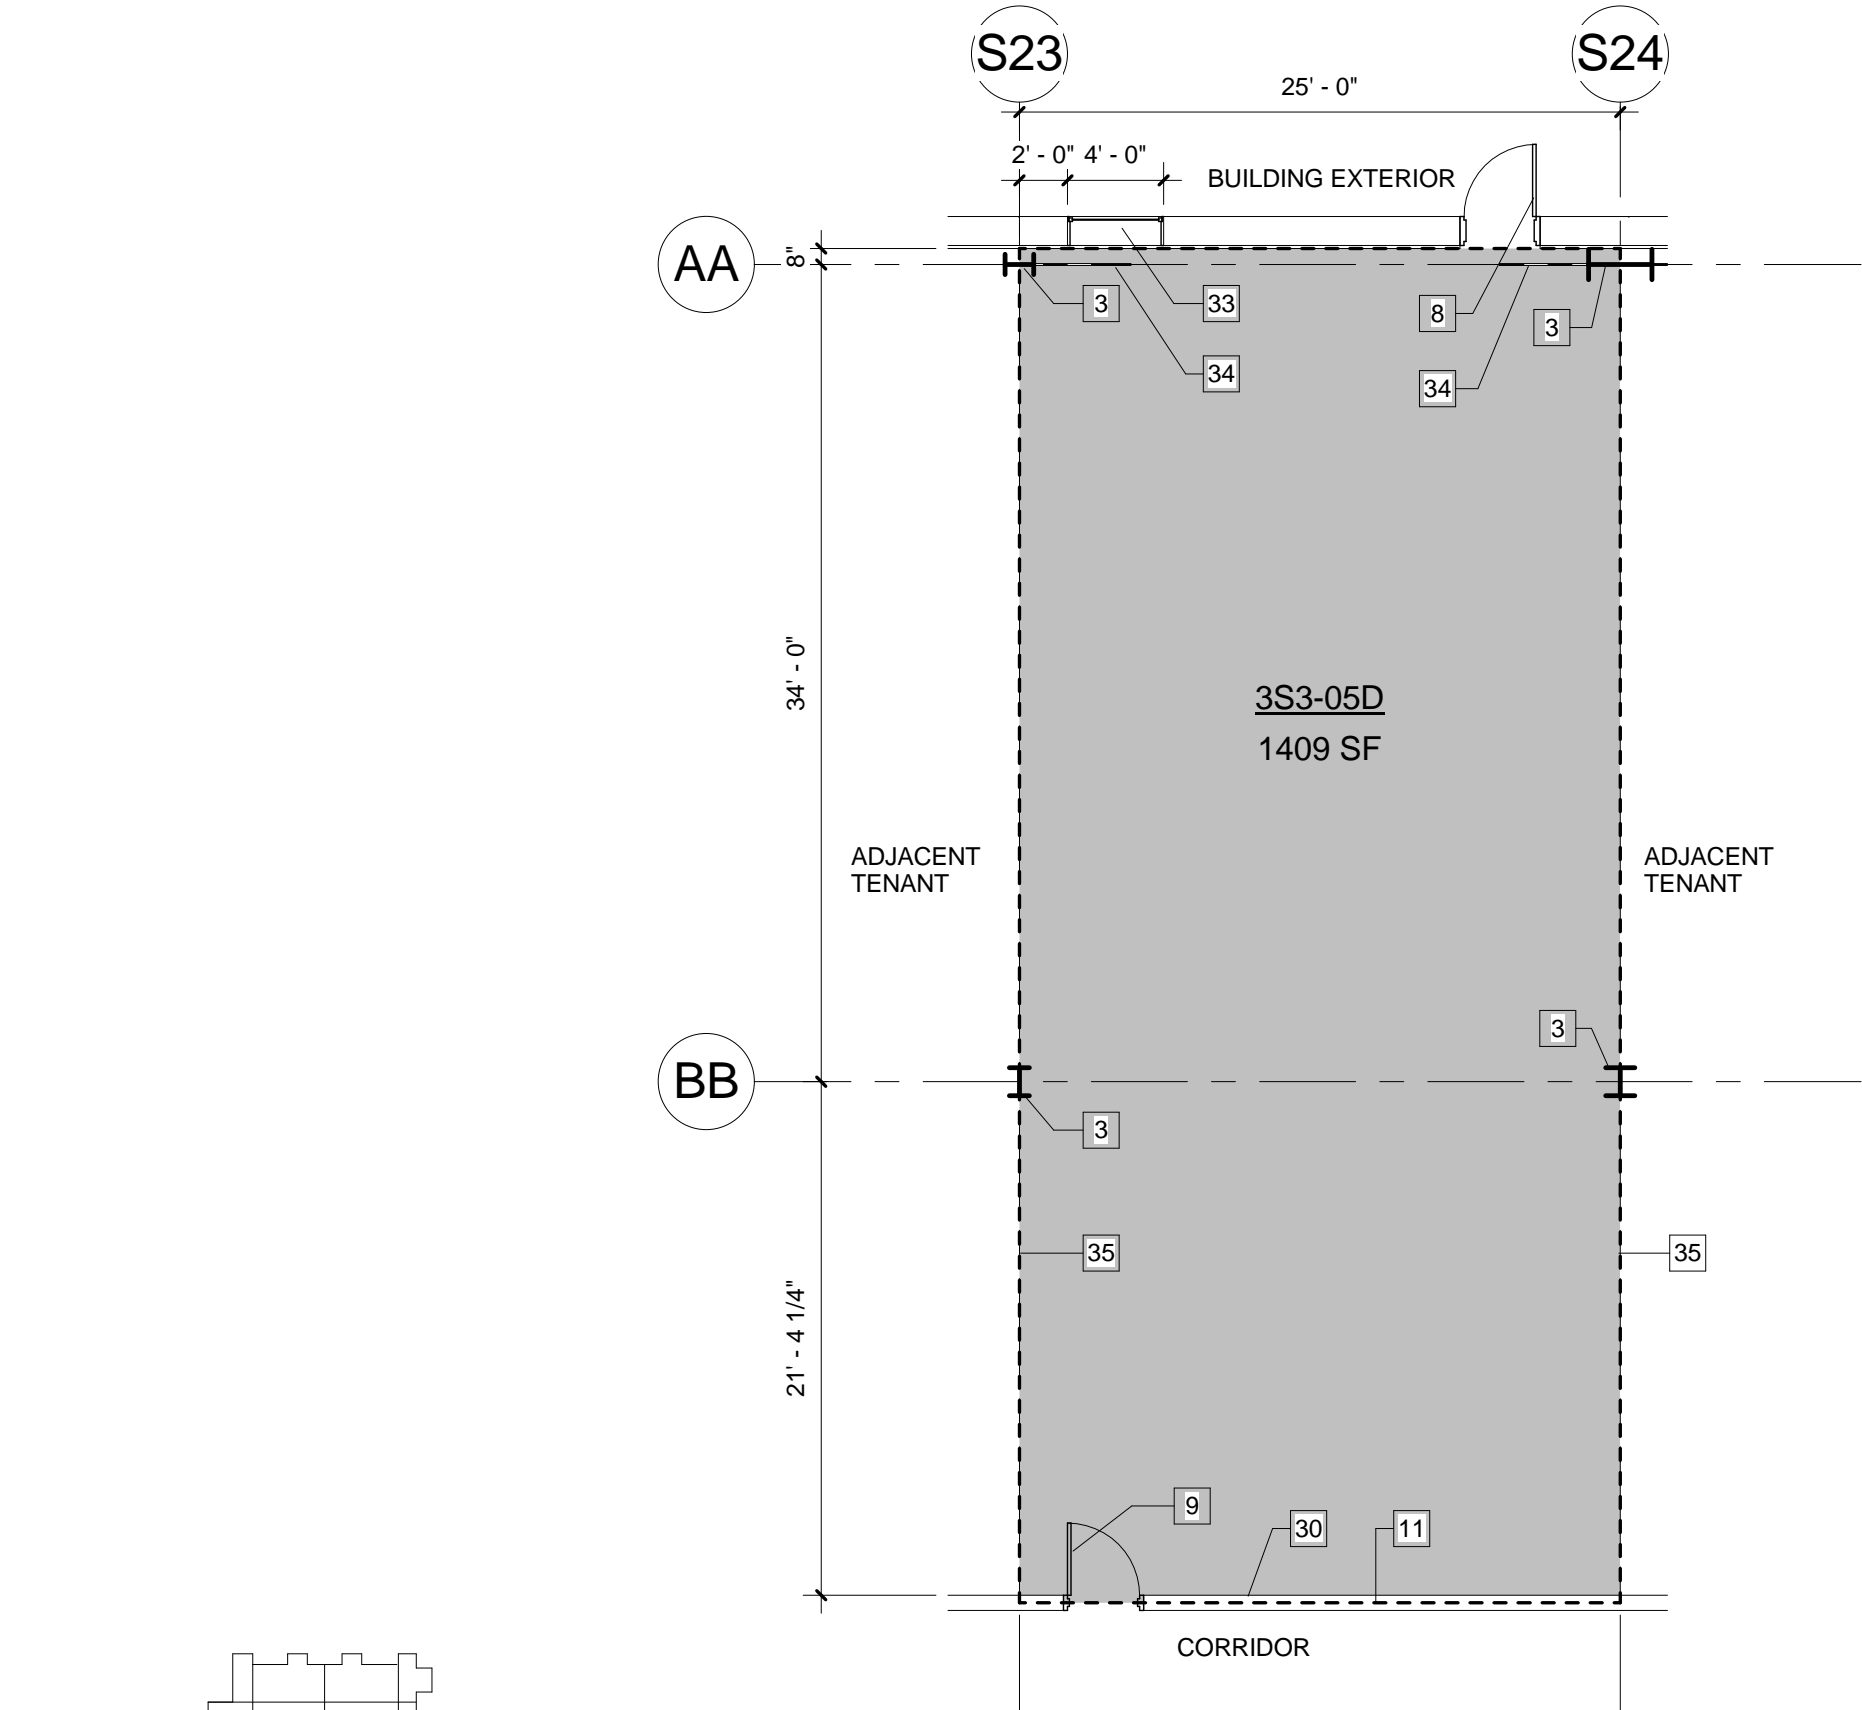 S23
S24
25' - 0"
2' - 0"
4' - 0"
BUILDING EXTERIOR
AA
8"
3
33
8
3
34
34
34' - 0"
3S3-05D
1409 SF
ADJACENT
TENANT
ADJACENT
TENANT
3
BB
3
35
35
21' - 4 1/4"
9
30
11
CORRIDOR